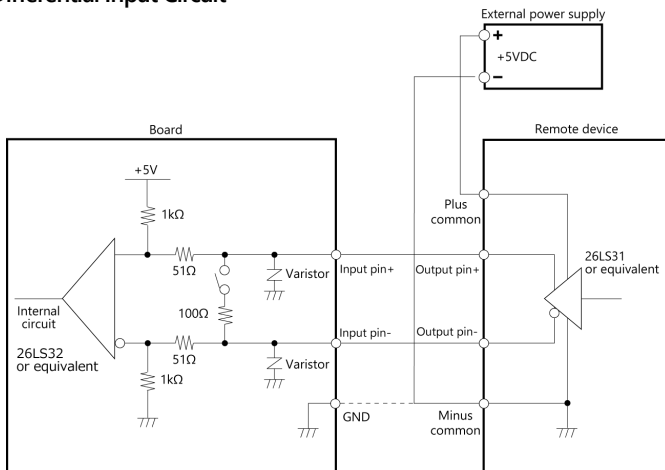 Differential Input Circuit
External power supply
+
+5VDC
−
Board
Remote device
+5V
1kΩ
Plus
common
51Ω
Varistor
Input pin+
Output pin+
26LS31
or equivalent
100Ω
Internal
circuit
Input pin-
Output pin-
26LS32
or equivalent
51Ω
Varistor
1kΩ
GND
Minus
common